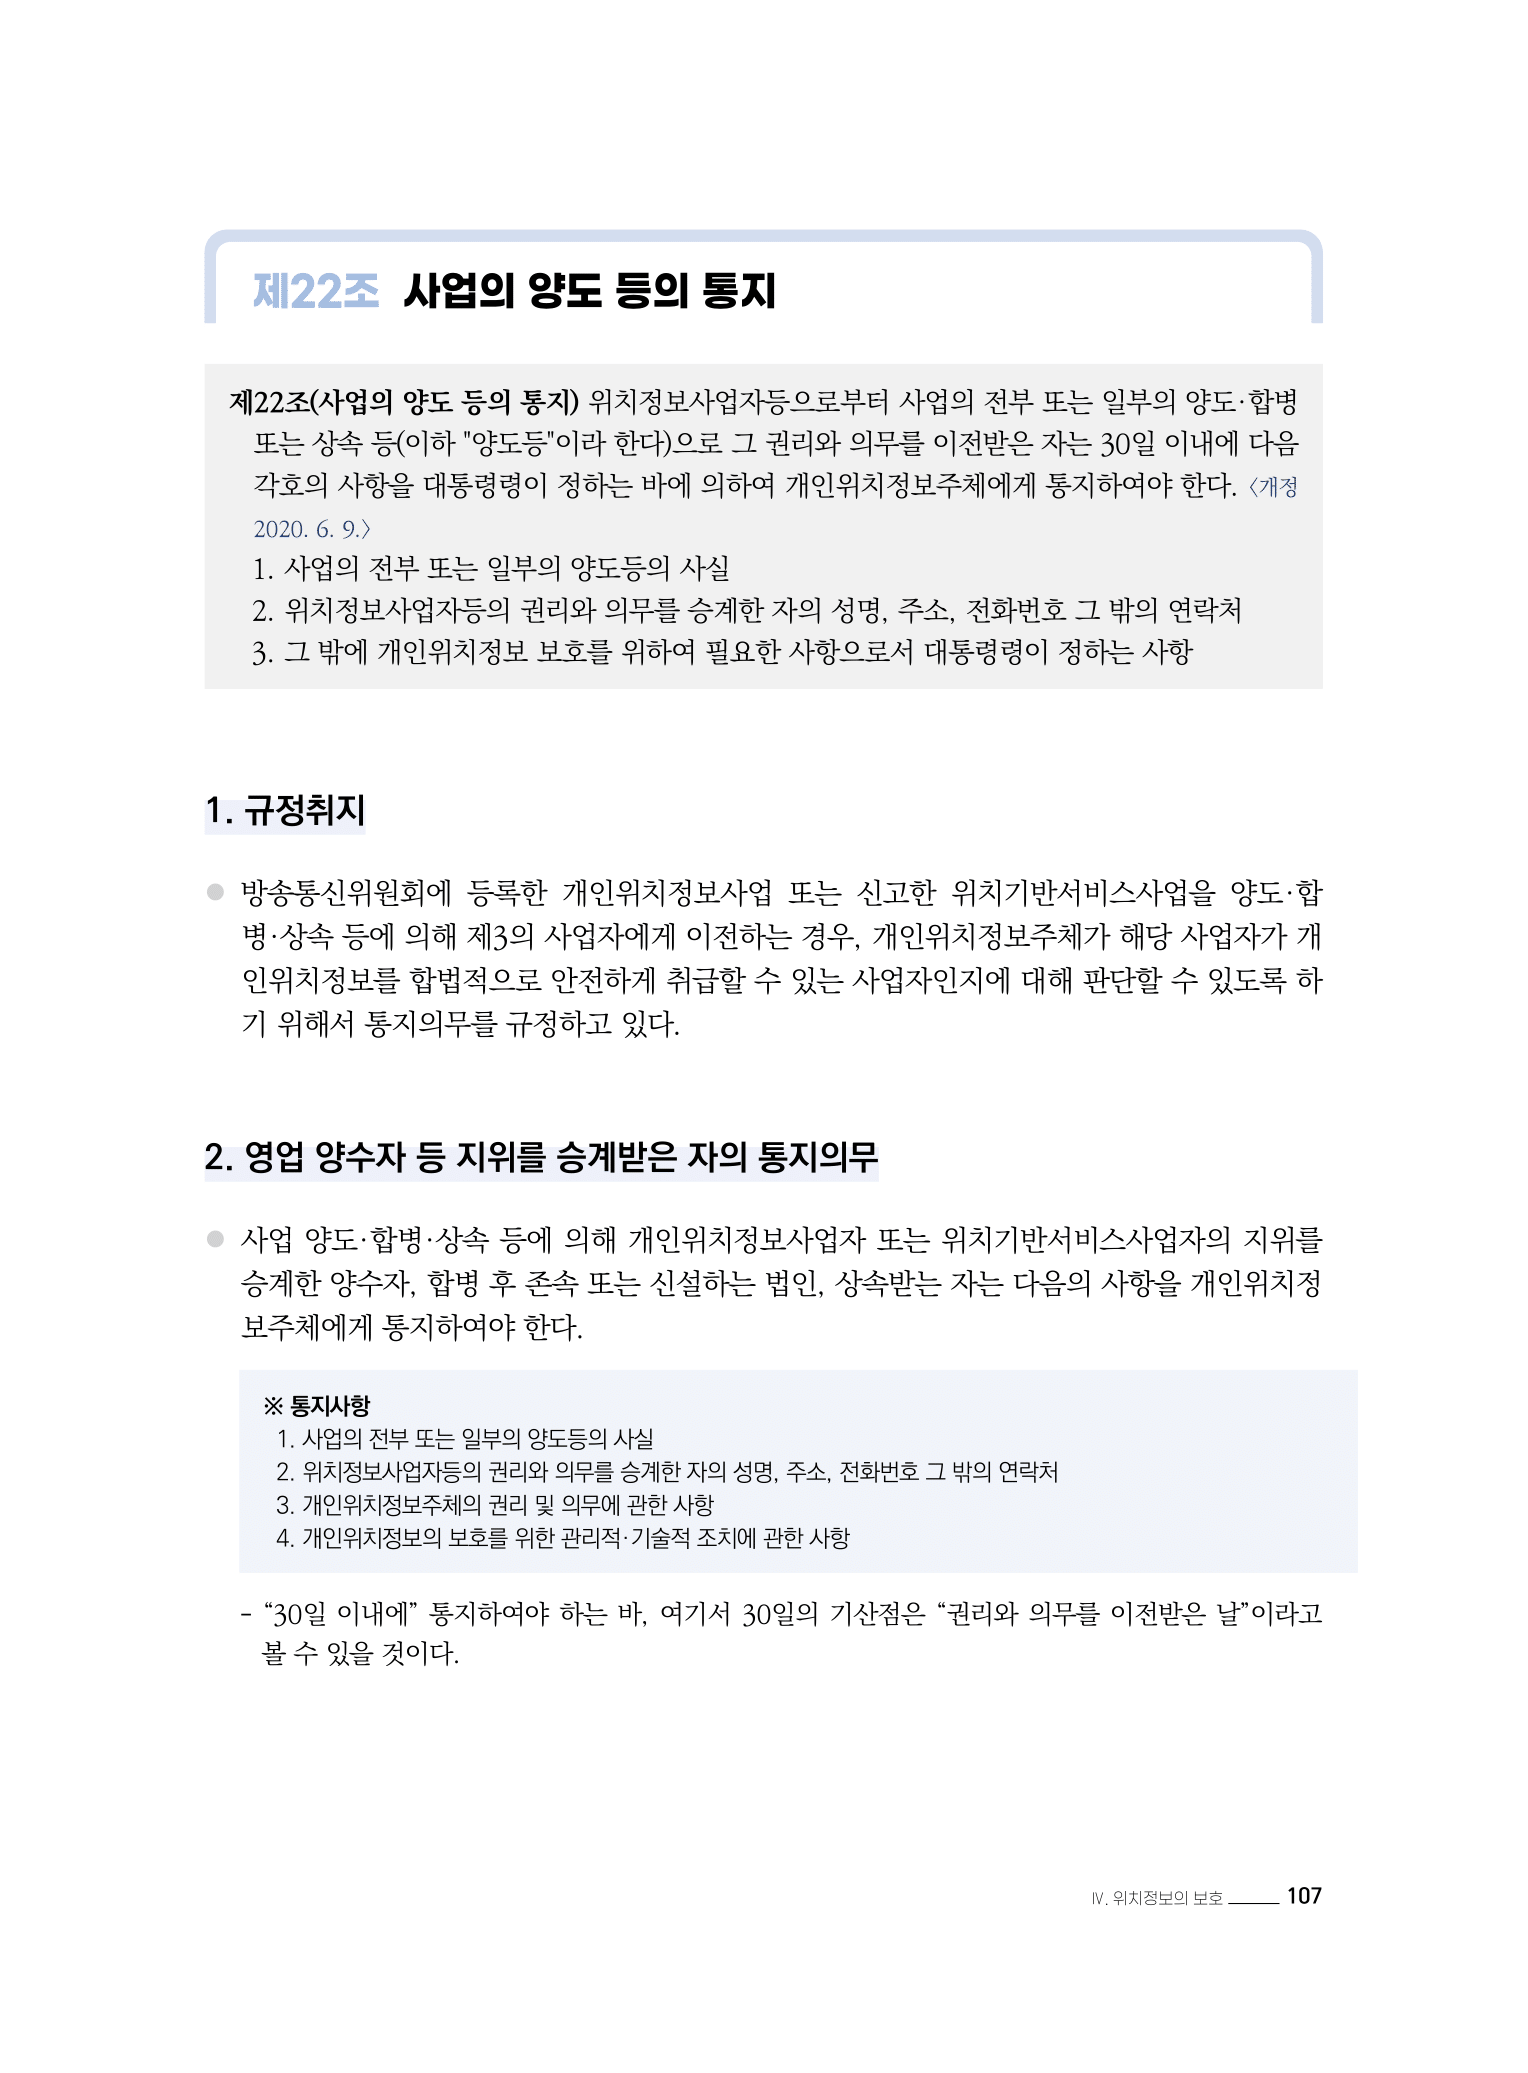 제22조 사업의 양도 등의 통지
제22조(사업의 양도 등의 통지) 위치정보사업자등으로부터 사업의 전부 또는 일부의 양도·합병
또는 상속 등(이하 "양도등"이라 한다)으로 그 권리와 의무를 이전받은 자는 30일 이내에 다음
각호의 사항을 대통령령이 정하는 바에 의하여 개인위치정보주체에게 통지하여야 한다. 〈개정
2020. 6. 9.〉
1. 사업의 전부 또는 일부의 양도등의 사실
2. 위치정보사업자등의 권리와 의무를 승계한 자의 성명, 주소, 전화번호 그 밖의 연락처
3. 그 밖에 개인위치정보 보호를 위하여 필요한 사항으로서 대통령령이 정하는 사항
1. 규정취지
● 방송통신위원회에 등록한 개인위치정보사업 또는 신고한 위치기반서비스사업을 양도·합
병·상속 등에 의해 제3의 사업자에게 이전하는 경우, 개인위치정보주체가 해당 사업자가 개
인위치정보를 합법적으로 안전하게 취급할 수 있는 사업자인지에 대해 판단할 수 있도록 하
기 위해서 통지의무를 규정하고 있다.
2. 영업 양수자 등 지위를 승계받은 자의 통지의무
● 사업 양도·합병·상속 등에 의해 개인위치정보사업자 또는 위치기반서비스사업자의 지위를
승계한 양수자, 합병 후 존속 또는 신설하는 법인, 상속받는 자는 다음의 사항을 개인위치정
보주체에게 통지하여야 한다.
※ 통지사항
1. 사업의 전부 또는 일부의 양도등의 사실
2. 위치정보사업자등의 권리와 의무를 승계한 자의 성명, 주소, 전화번호 그 밖의 연락처
3. 개인위치정보주체의 권리 및 의무에 관한 사항
4. 개인위치정보의 보호를 위한 관리적·기술적 조치에 관한 사항
- “30일 이내에” 통지하여야 하는 바, 여기서 30일의 기산점은 “권리와 의무를 이전받은 날”이라고
볼 수 있을 것이다.
Ⅳ. 위치정보의 보호 107